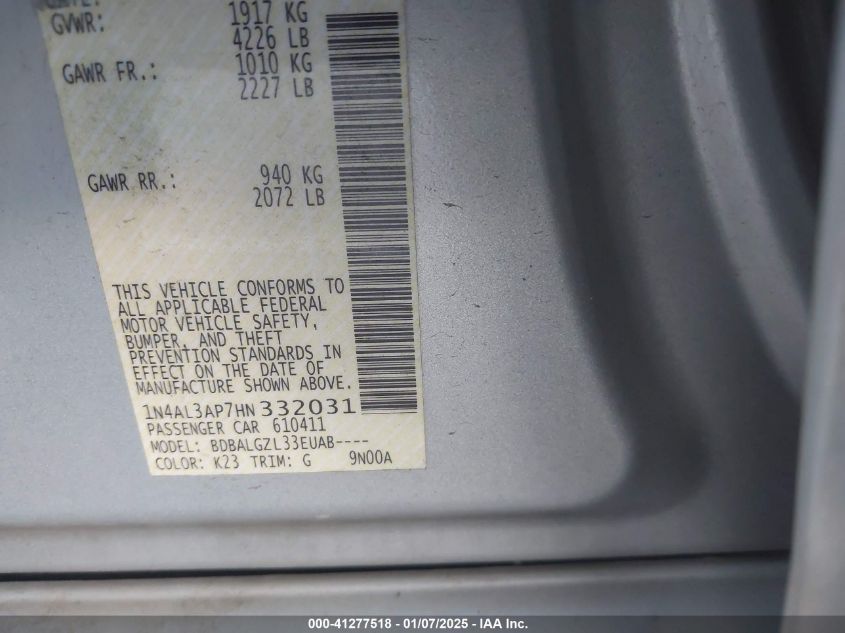 GVWR: 1917 KG
4226 LB
GAWR FR.: 1010 KG
2227 LB
GAWR RR.: 940 KG
2072 LB
THIS VEHICLE CONFORMS TO
ALL APPLICABLE FEDERAL
MOTOR VEHICLE SAFETY,
BUMPER, AND THEFT
PREVENTION STANDARDS IN
EFFECT ON THE DATE OF
MANUFACTURE SHOWN ABOVE.
1N4AL3AP7HN332031
PASSENGER CAR 610411
MODEL: BDBALGZL33EUAB----
COLOR: K23 TRIM: G 9N00A
000-41277518 | 01/07/2025 | IAA Inc.